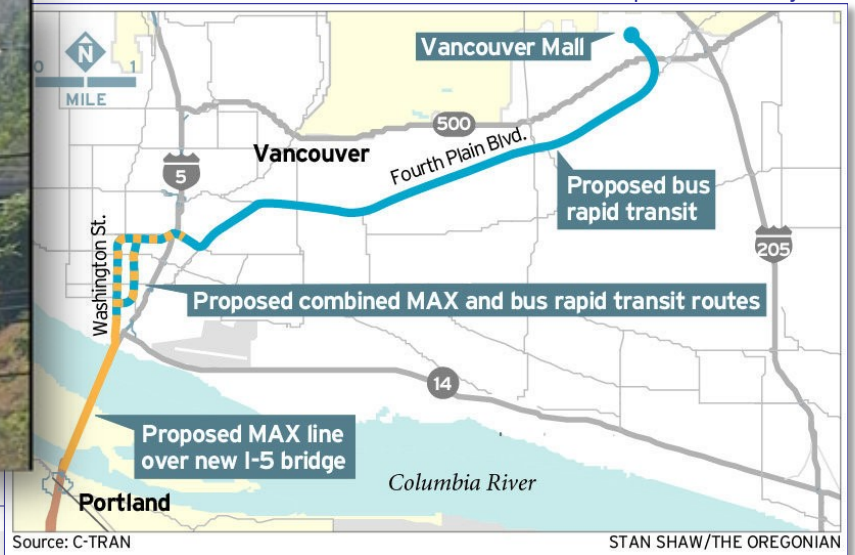 Vancouver Mall
N
0 1
MILE
500
Vancouver
Fourth Plain Blvd.
5
Proposed bus
rapid transit
205
Washington St.
Proposed combined MAX and bus rapid transit routes
14
Proposed MAX line
over new I-5 bridge
Columbia River
Portland
Source: C-TRAN
STAN SHAW/THE OREGONIAN